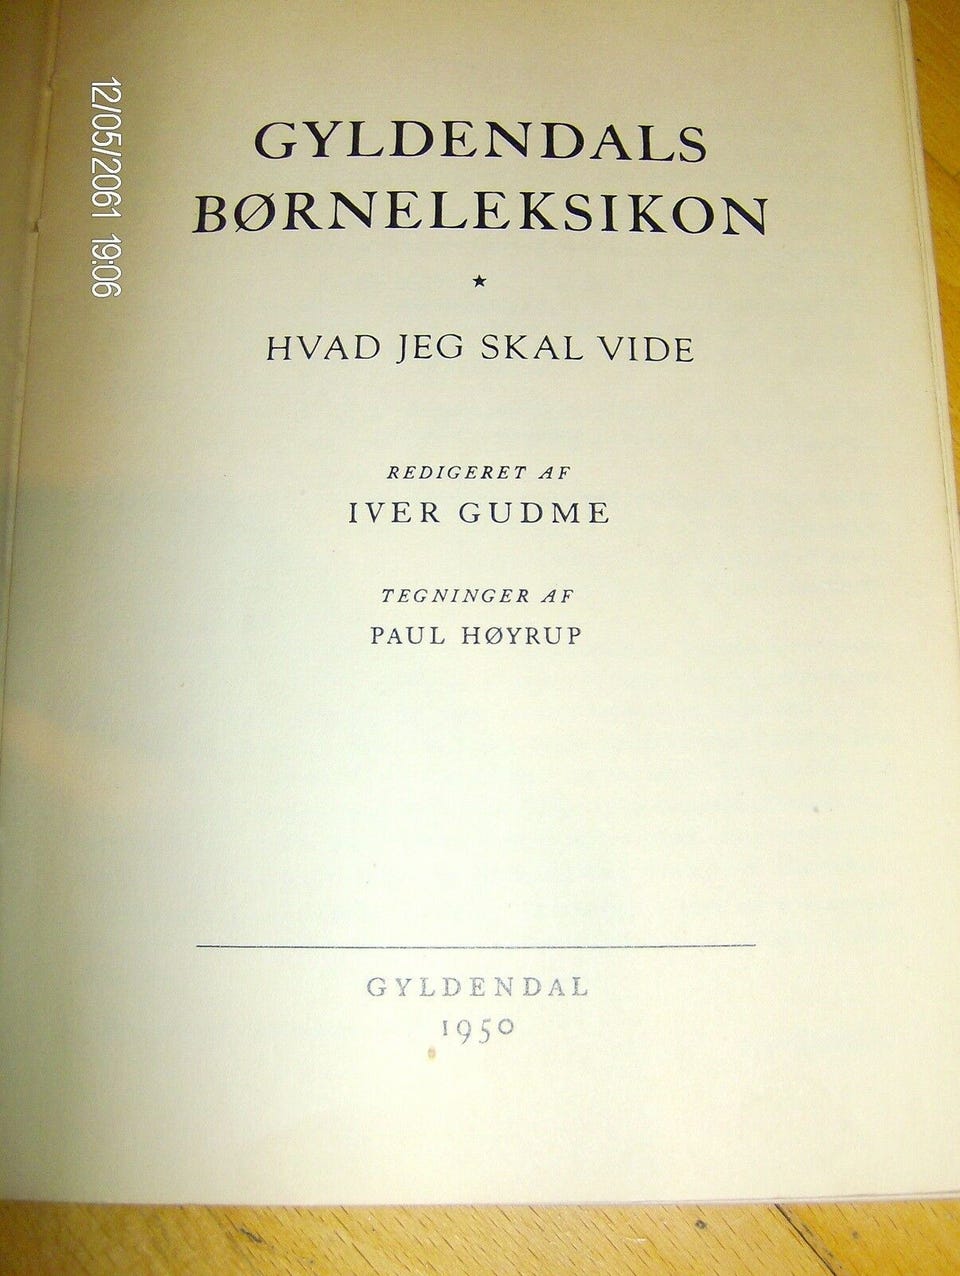 12/05/2061 19:06
GYLDENDALS
BØRNELEKSIKON
★
HVAD JEG SKAL VIDE
REDIGERET AF
IVER GUDME
TEGNINGER AF
PAUL HØYRUP
GYLDENDAL
1950